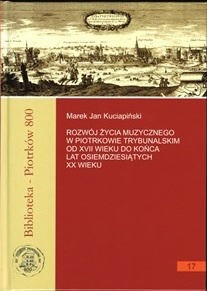 Marek Jan Kuciapiński
ROZWÓJ ŻYCIA MUZYCZNEGO
W PIOTRKOWIE TRYBUNALSKIM
OD XVII WIEKU DO KOŃCA
LAT OSIEMDZIESIĄTYCH
XX WIEKU
Biblioteka - Piotrków 800
17